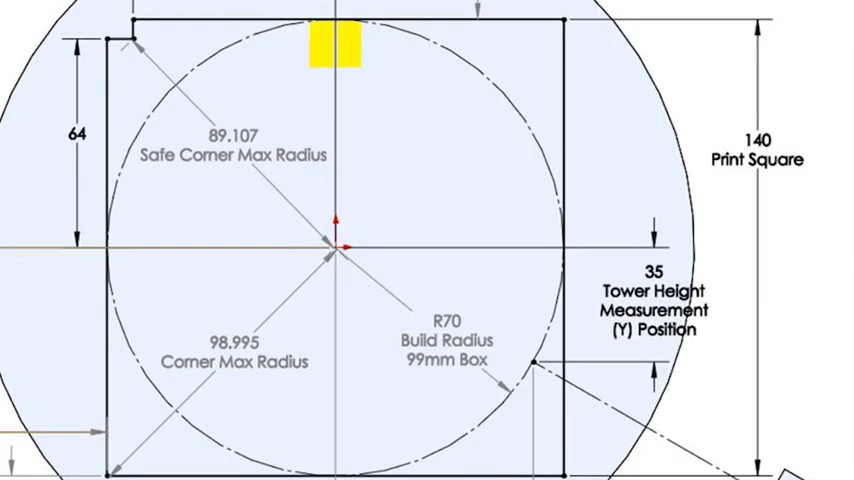 64
89.107
Safe Corner Max Radius
140
Print Square
35
Tower Height
Measurement
(Y) Position
R70
Build Radius
99mm Box
98.995
Corner Max Radius